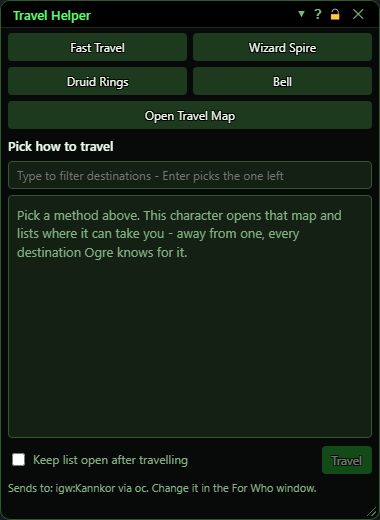 Travel Helper
?
Fast Travel
Wizard Spire
Druid Rings
Bell
Open Travel Map
Pick how to travel
Type to filter destinations - Enter picks the one left
Pick a method above. This character opens that map and
lists where it can take you - away from one, every
destination Ogre knows for it.
Keep list open after travelling
Travel
Sends to: igw:Kannkor via oc. Change it in the For Who window.